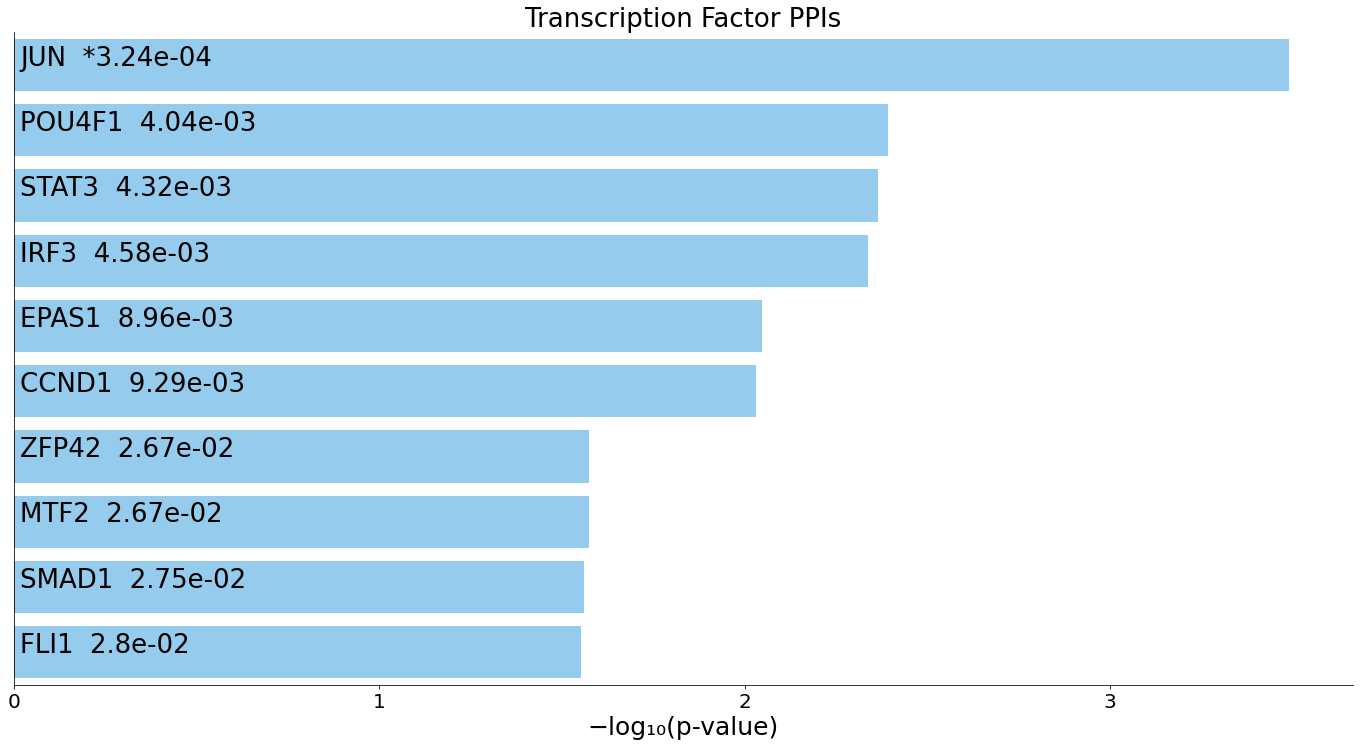 Transcription Factor PPIs
JUN  *3.24e-04
POU4F1  4.04e-03
STAT3  4.32e-03
IRF3  4.58e-03
EPAS1  8.96e-03
CCND1  9.29e-03
ZFP42  2.67e-02
MTF2  2.67e-02
SMAD1  2.75e-02
FLI1  2.8e-02
0 1 2 3
−log₁₀(p-value)